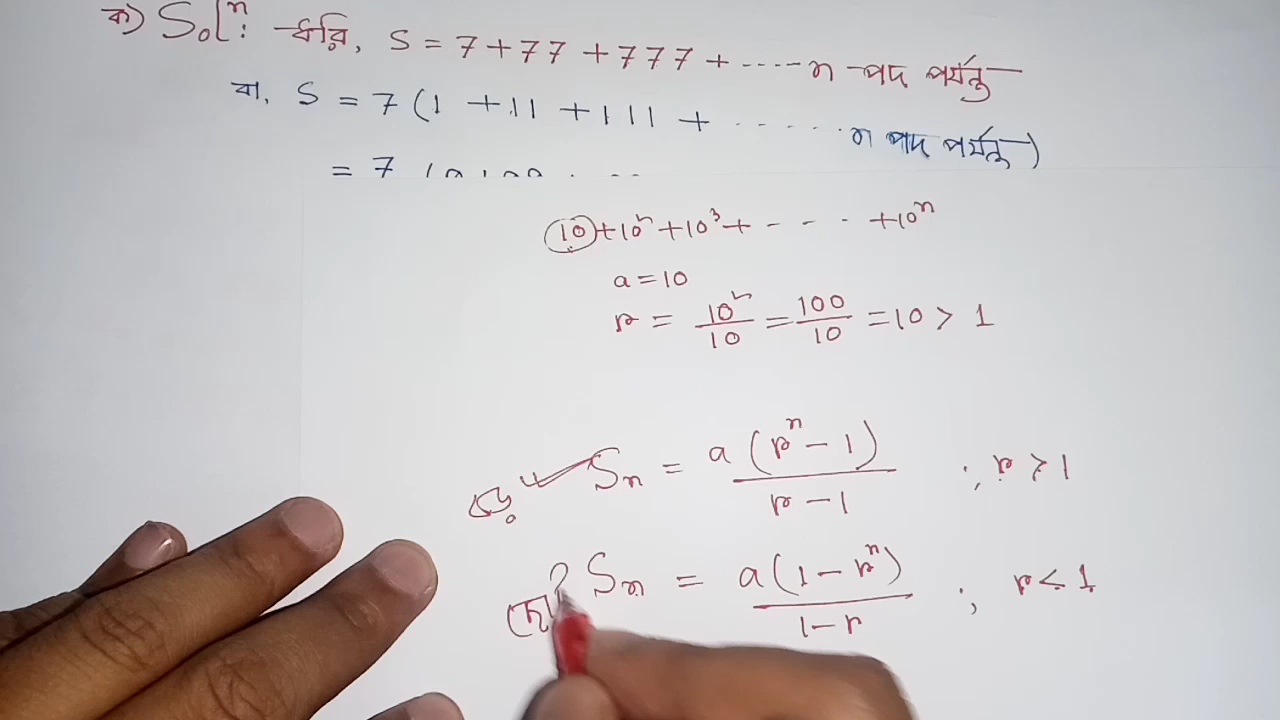 ক) Solⁿ: ধরি, S = 7 + 77 + 777 + ..... n পদ পর্যন্ত
বা, S = 7 (1 + 11 + 111 + ...... n পদ পর্যন্ত)
= 7
10 + 10² + 10³ + - - - . + 10ⁿ
a = 10
r = 10²/10 = 100/10 = 10 > 1
Sₙ = a(rⁿ - 1)/(r - 1) ; r > 1
Sₙ = a(1 - rⁿ)/(1 - r) ; r < 1